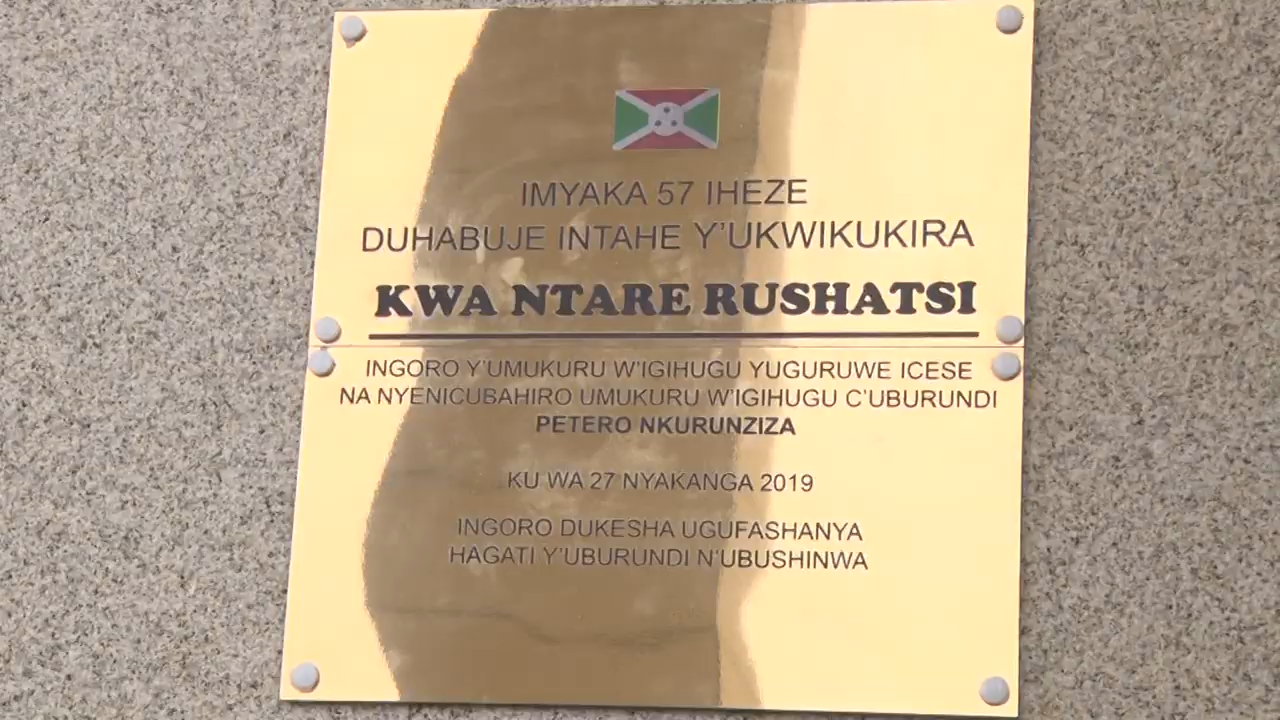 IMYAKA 57 IHEZE
DUHABUJE INTAHE Y'UKWIKUKIRA
KWA NTARE RUSHATSI
INGORO Y'UMUKURU W'IGIHUGU YUGURUWE ICESE
NA NYENICUBAHIRO UMUKURU W'IGIHUGU C'UBURUNDI
PETERO NKURUNZIZA
KU WA 27 NYAKANGA 2019
INGORO DUKESHA UGUFASHANYA
HAGATI Y'UBURUNDI N'UBUSHINWA